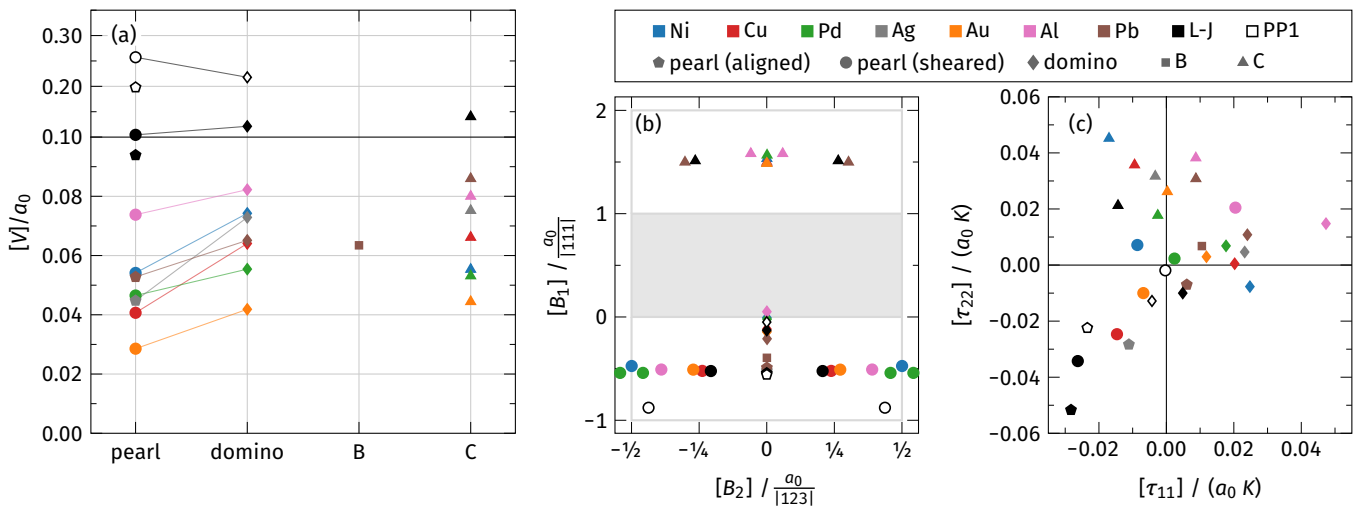 (a)
0.30
0.20
0.10
0.08
0.06
0.04
0.02
0.00
[V]/a₀
pearl domino B C
Ni Cu Pd Ag Au Al Pb L-J PP1
pearl (aligned) pearl (sheared) domino B C
(b)
2
1
0
−1
[B₁] / a₀/|111|
−½ −¼ 0 ¼ ½
[B₂] / a₀/|123|
(c)
0.06
0.04
0.02
0.00
−0.02
−0.04
−0.06
[τ₂₂] / (a₀ K)
−0.02 0.00 0.02 0.04
[τ₁₁] / (a₀ K)